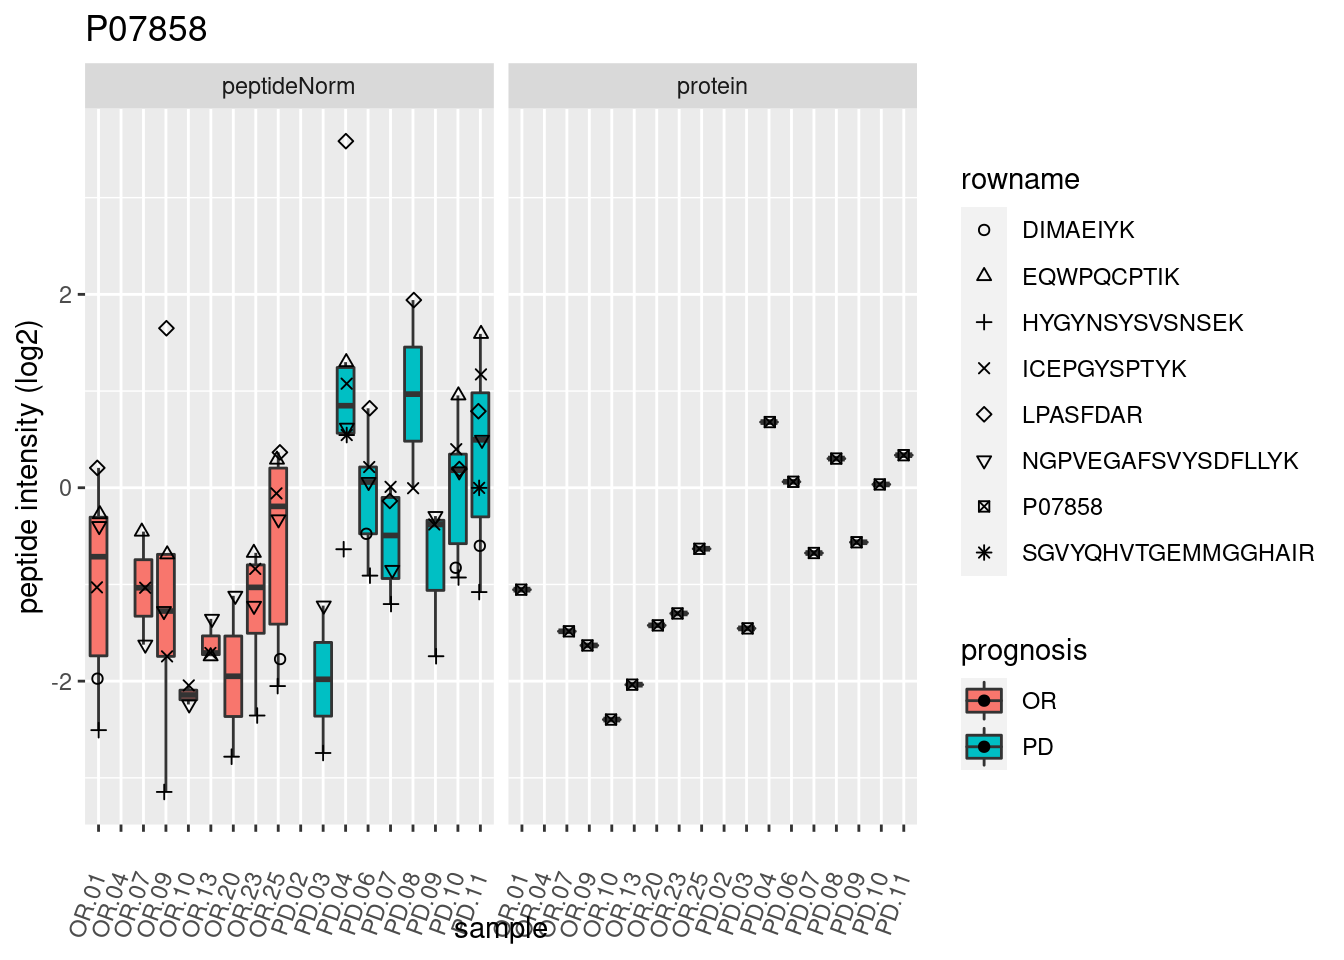 P07858
peptideNorm
protein
peptide intensity (log2)
2
0
-2
OR.01
OR.04
OR.07
OR.09
OR.10
OR.13
OR.20
OR.23
OR.25
PD.02
PD.03
PD.04
PD.06
PD.07
PD.08
PD.09
PD.10
PD.11
OR.01
OR.04
OR.07
OR.09
OR.10
OR.13
OR.20
OR.23
OR.25
PD.02
PD.03
PD.04
PD.06
PD.07
PD.08
PD.09
PD.10
PD.11
sample
rowname
DIMAEIYK
EQWPQCPTIK
HYGYNSYSVSNSEK
ICEPGYSPTYK
LPASFDAR
NGPVEGAFSVYSDFLLYK
P07858
SGVYQHVTGEMMGGHAIR
prognosis
OR
PD